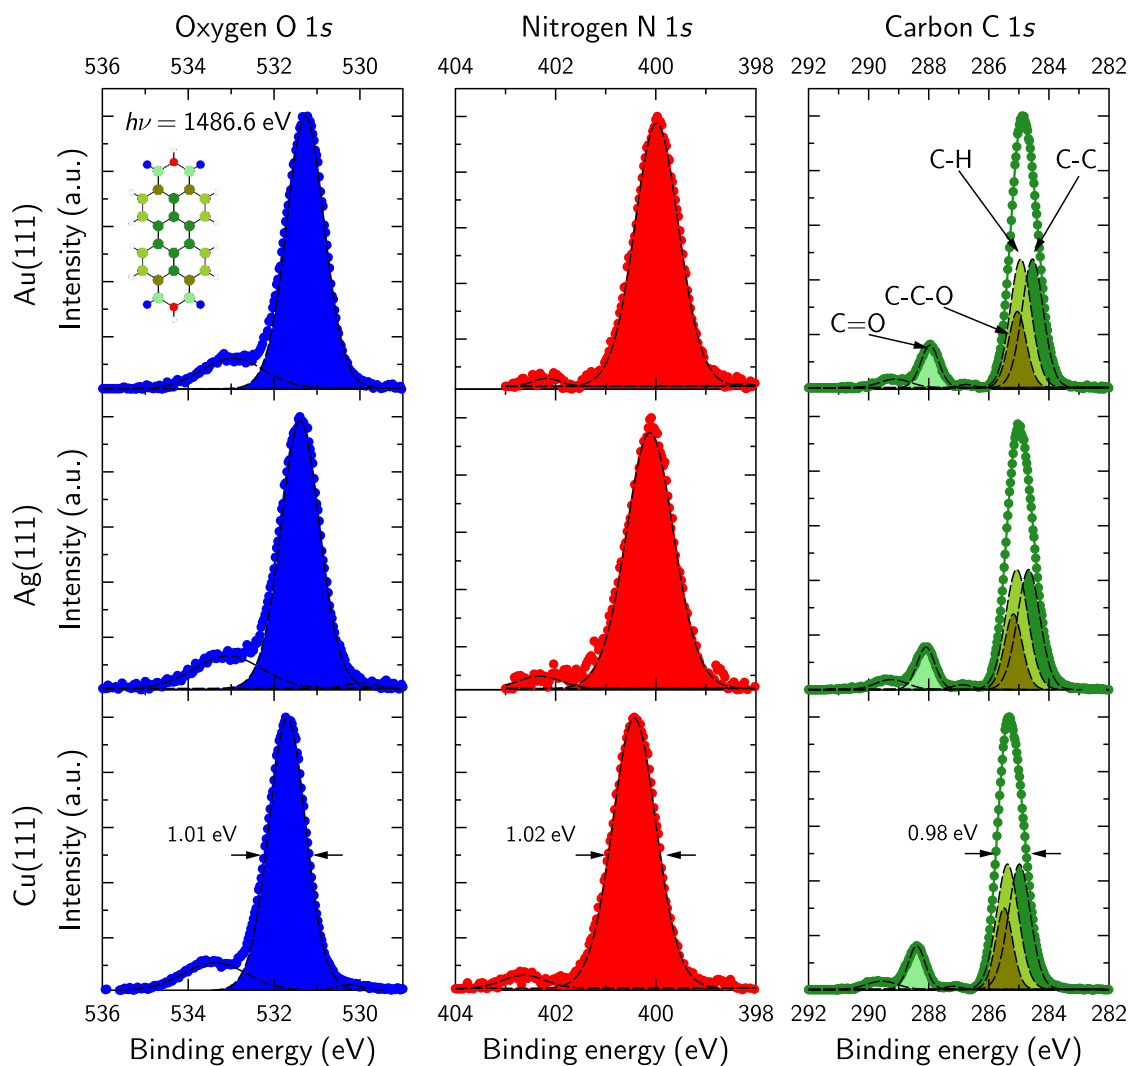 Oxygen O 1s
Nitrogen N 1s
Carbon C 1s
536 534 532 530
404 402 400 398
292 290 288 286 284 282
Au(111)
Intensity (a.u.)
hν = 1486.6 eV
C-H
C-C
C-C-O
C=O
Ag(111)
Intensity (a.u.)
Cu(111)
Intensity (a.u.)
1.01 eV
1.02 eV
0.98 eV
536 534 532 530
404 402 400 398
292 290 288 286 284 282
Binding energy (eV)
Binding energy (eV)
Binding energy (eV)